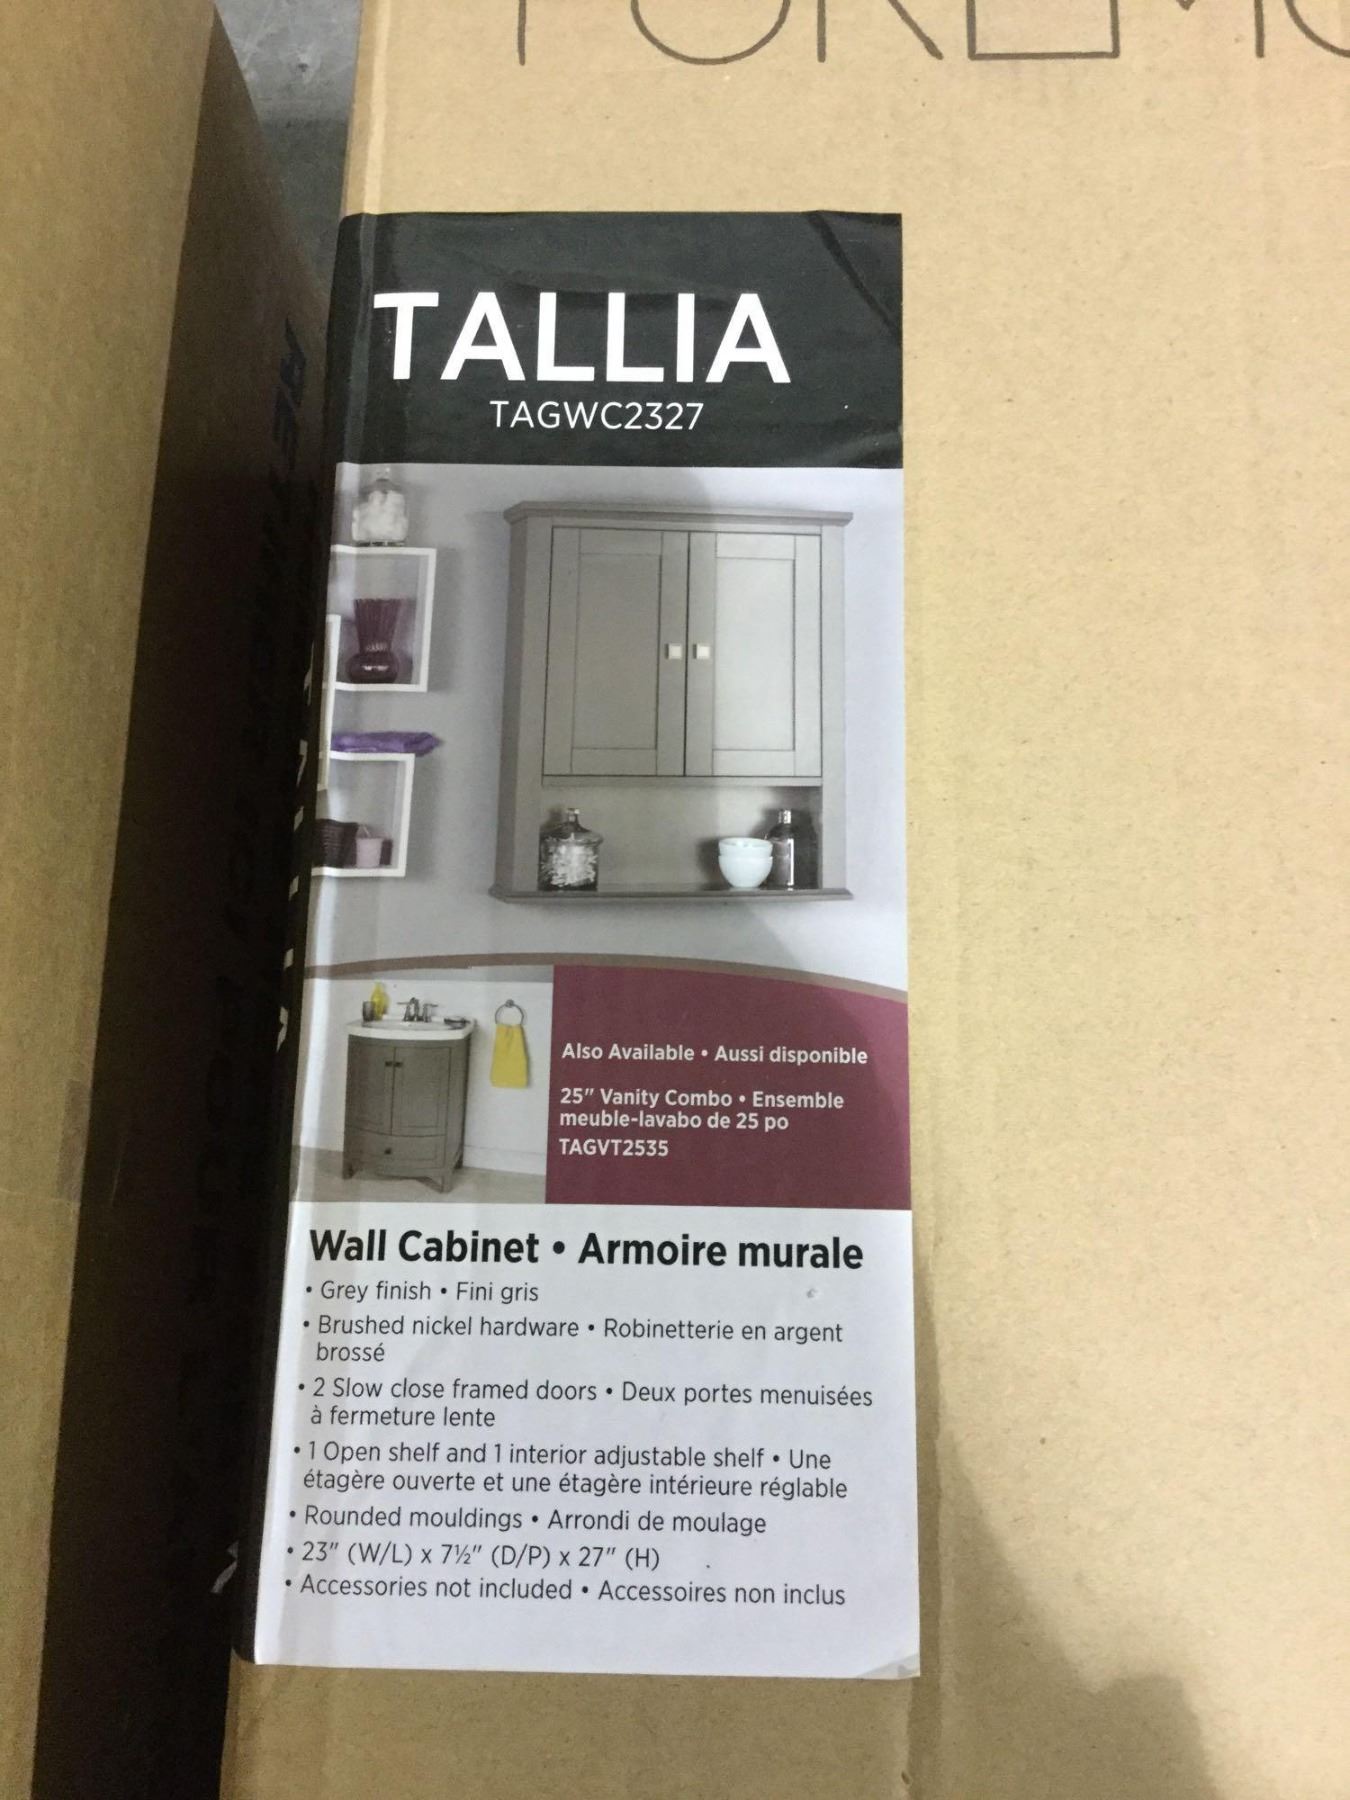 TALLIA
TAGWC2327
Also Available • Aussi disponible
25" Vanity Combo • Ensemble
meuble-lavabo de 25 po
TAGVT2535
Wall Cabinet • Armoire murale
• Grey finish • Fini gris
• Brushed nickel hardware • Robinetterie en argent
brossé
• 2 Slow close framed doors • Deux portes menuisées
à fermeture lente
• 1 Open shelf and 1 interior adjustable shelf • Une
étagère ouverte et une étagère intérieure réglable
• Rounded mouldings • Arrondi de moulage
• 23" (W/L) x 7½" (D/P) x 27" (H)
• Accessories not included • Accessoires non inclus